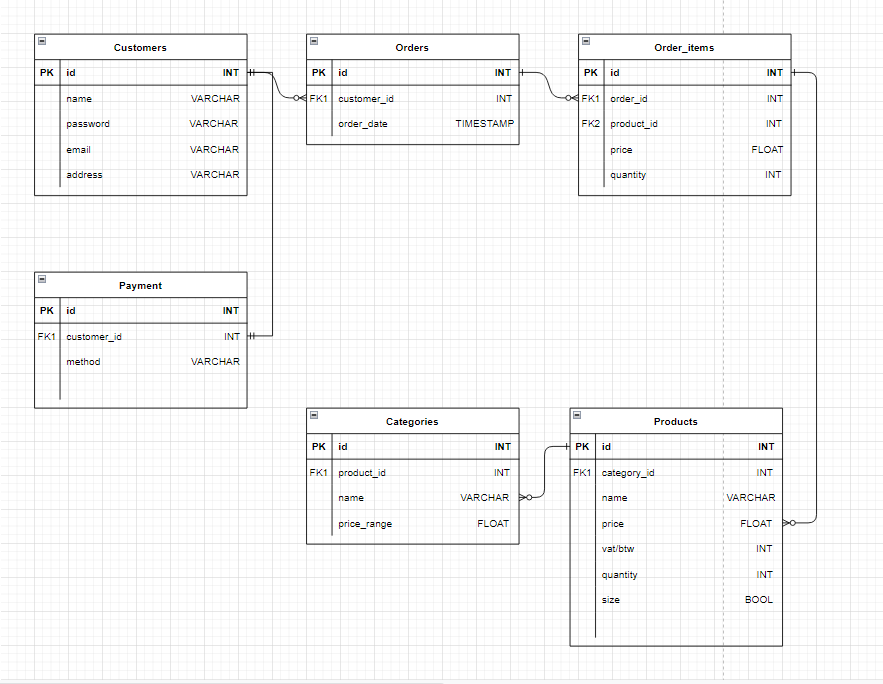 Customers
PK id INT
name VARCHAR
password VARCHAR
email VARCHAR
address VARCHAR
Orders
PK id INT
FK1 customer_id INT
order_date TIMESTAMP
Order_items
PK id INT
FK1 order_id INT
FK2 product_id INT
price FLOAT
quantity INT
Payment
PK id INT
FK1 customer_id INT
method VARCHAR
Categories
PK id INT
FK1 product_id INT
name VARCHAR
price_range FLOAT
Products
PK id INT
FK1 category_id INT
name VARCHAR
price FLOAT
vat/btw INT
quantity INT
size BOOL